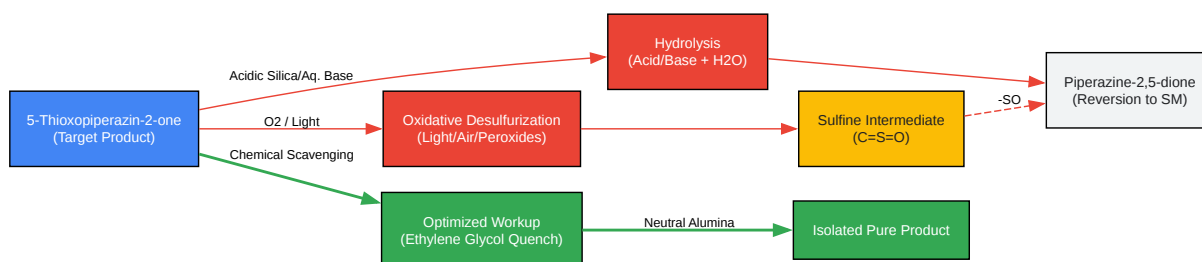 Hydrolysis
(Acid/Base + H2O)
Acidic Silica/Aq. Base
Piperazine-2,5-dione
(Reversion to SM)
-SO
5-Thioxopiperazin-2-one
(Target Product)
O2 / Light
Oxidative Desulfurization
(Light/Air/Peroxides)
Sulfine Intermediate
(C=S=O)
Chemical Scavenging
Optimized Workup
(Ethylene Glycol Quench)
Neutral Alumina
Isolated Pure Product